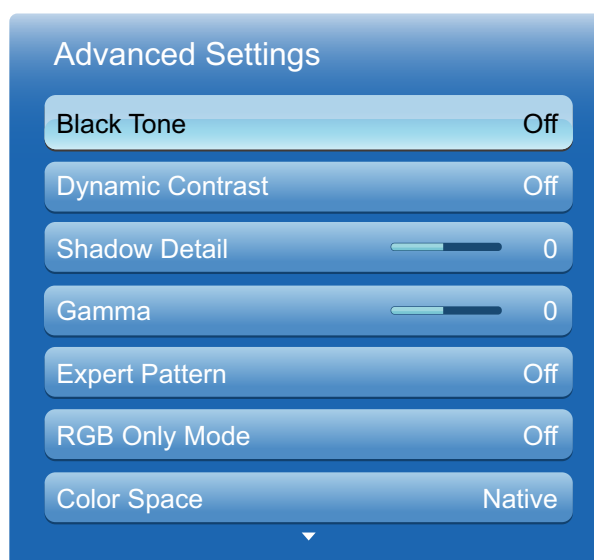 Advanced Settings
Black Tone Off
Dynamic Contrast Off
Shadow Detail 0
Gamma 0
Expert Pattern Off
RGB Only Mode Off
Color Space Native